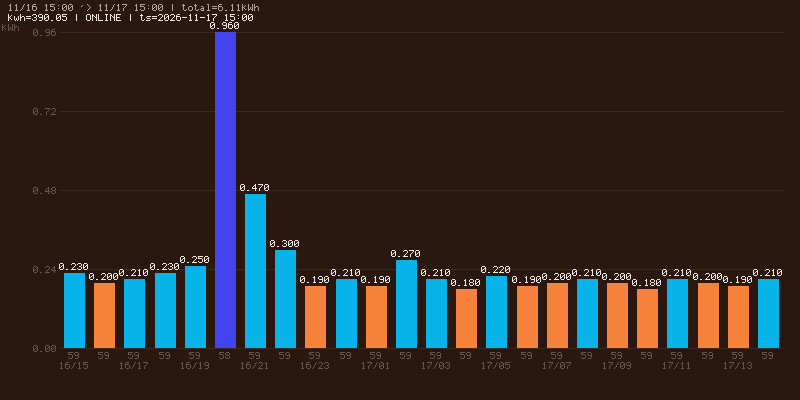 11/16 15:00 -> 11/17 15:00 | total=6.11kWh
Kwh=390.05 | ONLINE | ts=2026-11-17 15:00
kWh
0.96
0.72
0.48
0.24
0.00
0.230 0.200 0.210 0.230 0.250 0.960 0.470 0.300 0.190 0.210 0.190 0.270 0.210 0.180 0.220 0.190 0.200 0.210 0.200 0.180 0.210 0.200 0.190 0.210
59 59 59 59 59 58 59 59 59 59 59 59 59 59 59 59 59 59 59 59 59 59 59 59
16/15 16/17 16/19 16/21 16/23 17/01 17/03 17/05 17/07 17/09 17/11 17/13